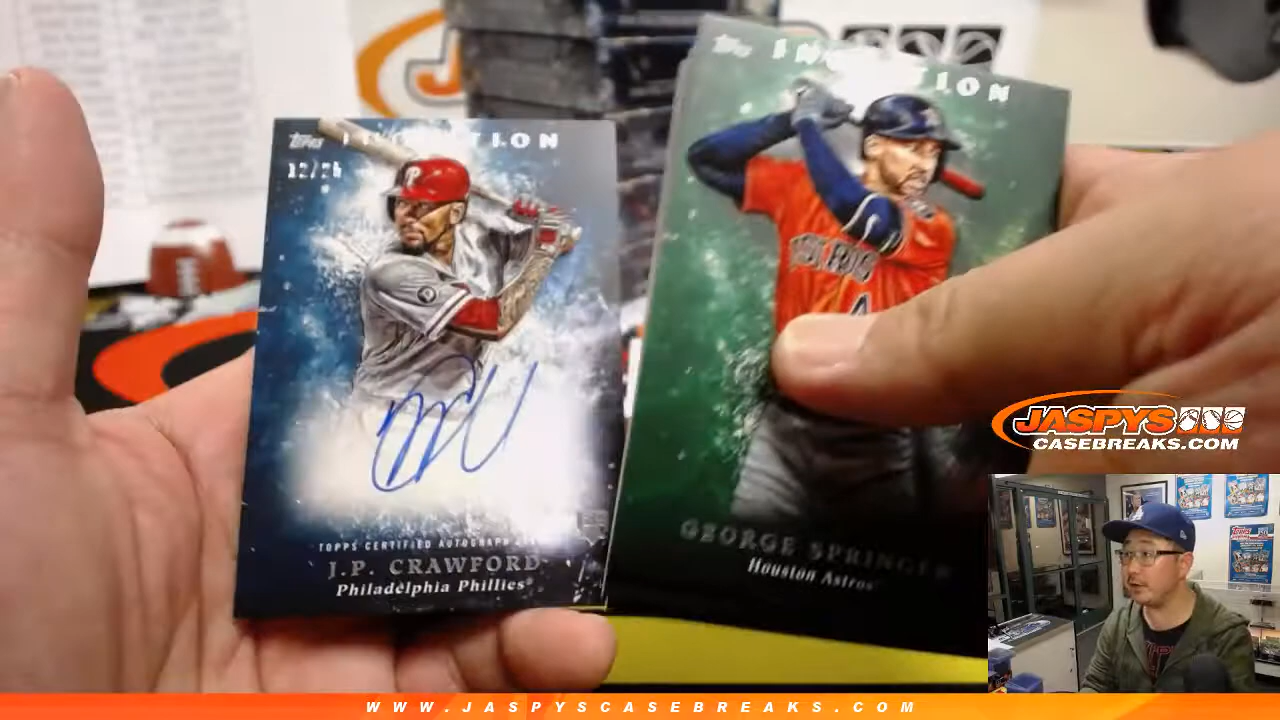 Topps INCEPTION
Topps
CERTIFIED AUTOGRAPH
J.P. CRAWFORD
Philadelphia Phillies
Topps INCEPTION
GEORGE SPRINGER
Houston Astros
JASPYS
CASEBREAKS.COM
WWW.JASPYSCASEBREAKS.COM